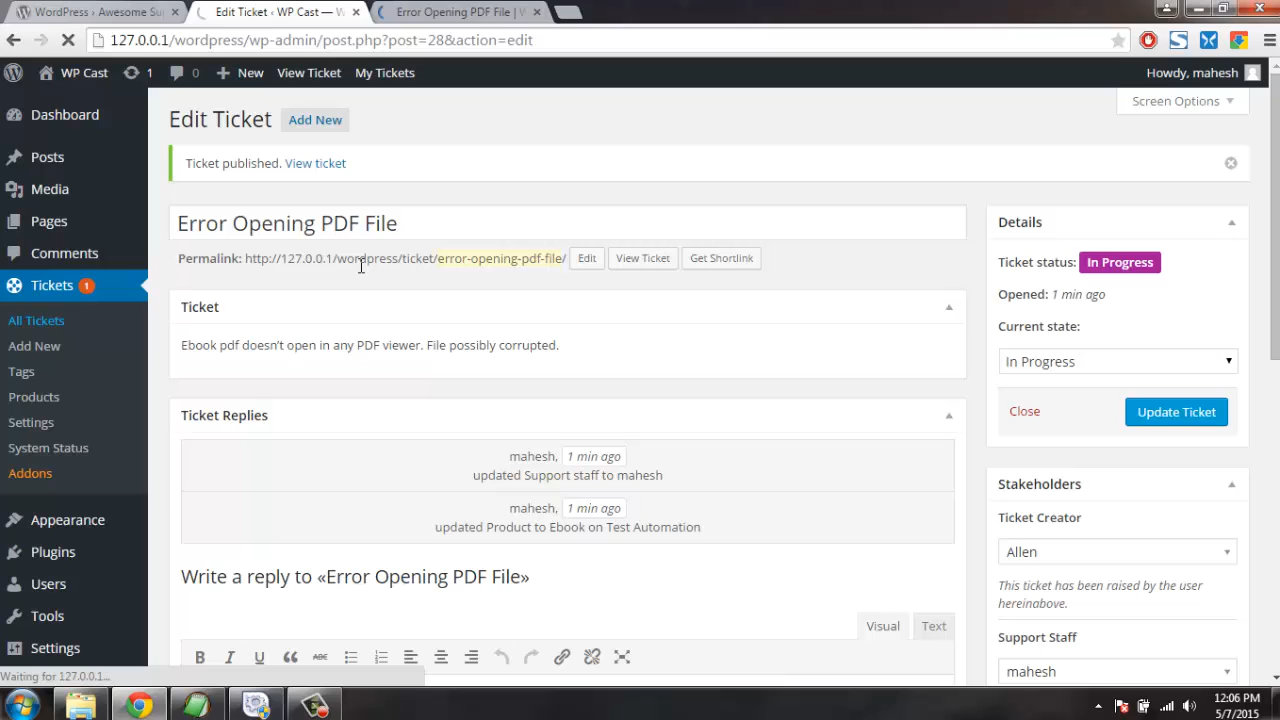 WordPress › Awesome Su
Edit Ticket ‹ WP Cast — W
Error Opening PDF File | W
127.0.0.1/wordpress/wp-admin/post.php?post=28&action=edit
WP Cast 1 0 New View Ticket My Tickets Howdy, mahesh
Screen Options
Dashboard
Posts
Media
Pages
Comments
Tickets 1
All Tickets
Add New
Tags
Products
Settings
System Status
Addons
Appearance
Plugins
Users
Tools
Settings
Edit Ticket Add New
Ticket published. View ticket
Error Opening PDF File
Permalink: http://127.0.0.1/wordpress/ticket/error-opening-pdf-file/ Edit View Ticket Get Shortlink
Ticket
Ebook pdf doesn’t open in any PDF viewer. File possibly corrupted.
Ticket Replies
mahesh, 1 min ago
updated Support staff to mahesh
mahesh, 1 min ago
updated Product to Ebook on Test Automation
Write a reply to «Error Opening PDF File»
Visual Text
B I U ABC
Details
Ticket status: In Progress
Opened: 1 min ago
Current state:
In Progress
Close Update Ticket
Stakeholders
Ticket Creator
Allen
This ticket has been raised by the user
hereinabove.
Support Staff
mahesh
Waiting for 127.0.0.1...
12:06 PM
5/7/2015